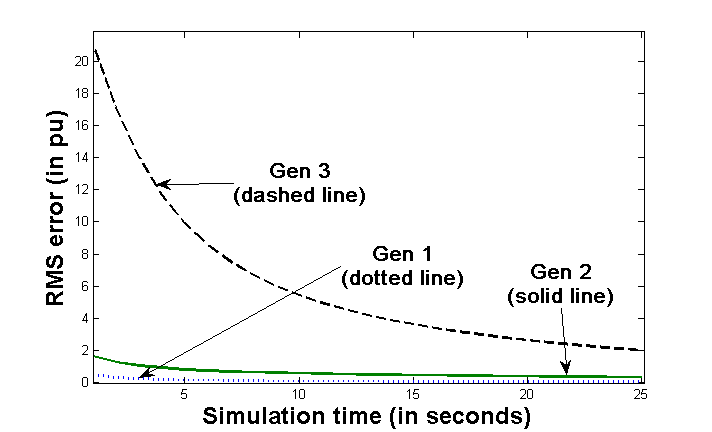 20
18
16
14
12
10
8
6
4
2
0
RMS error (in pu)
Gen 3
(dashed line)
Gen 1
(dotted line)
Gen 2
(solid line)
5 10 15 20 25
Simulation time (in seconds)